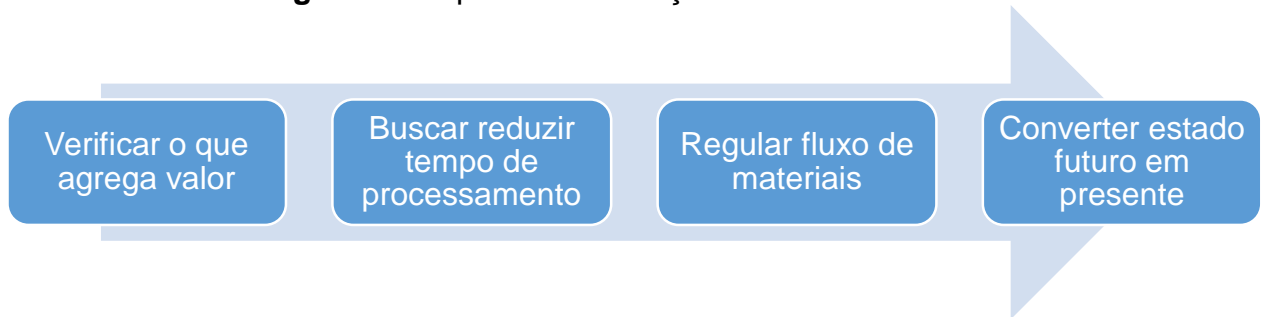 Verificar o que
agrega valor
Buscar reduzir
tempo de
processamento
Regular fluxo de
materiais
Converter estado
futuro em
presente